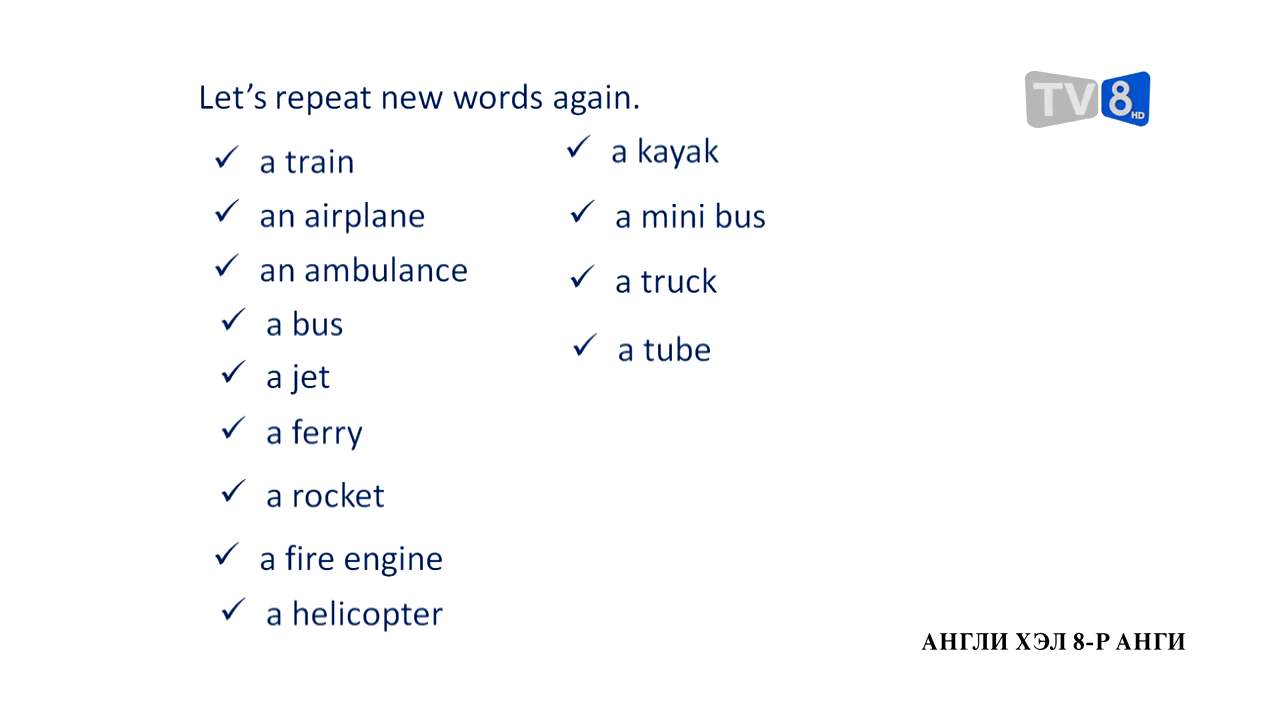 Let's repeat new words again.
✓ a train
✓ an airplane
✓ an ambulance
✓ a bus
✓ a jet
✓ a ferry
✓ a rocket
✓ a fire engine
✓ a helicopter
✓ a kayak
✓ a mini bus
✓ a truck
✓ a tube
TV8 HD
АНГЛИ ХЭЛ 8-Р АНГИ